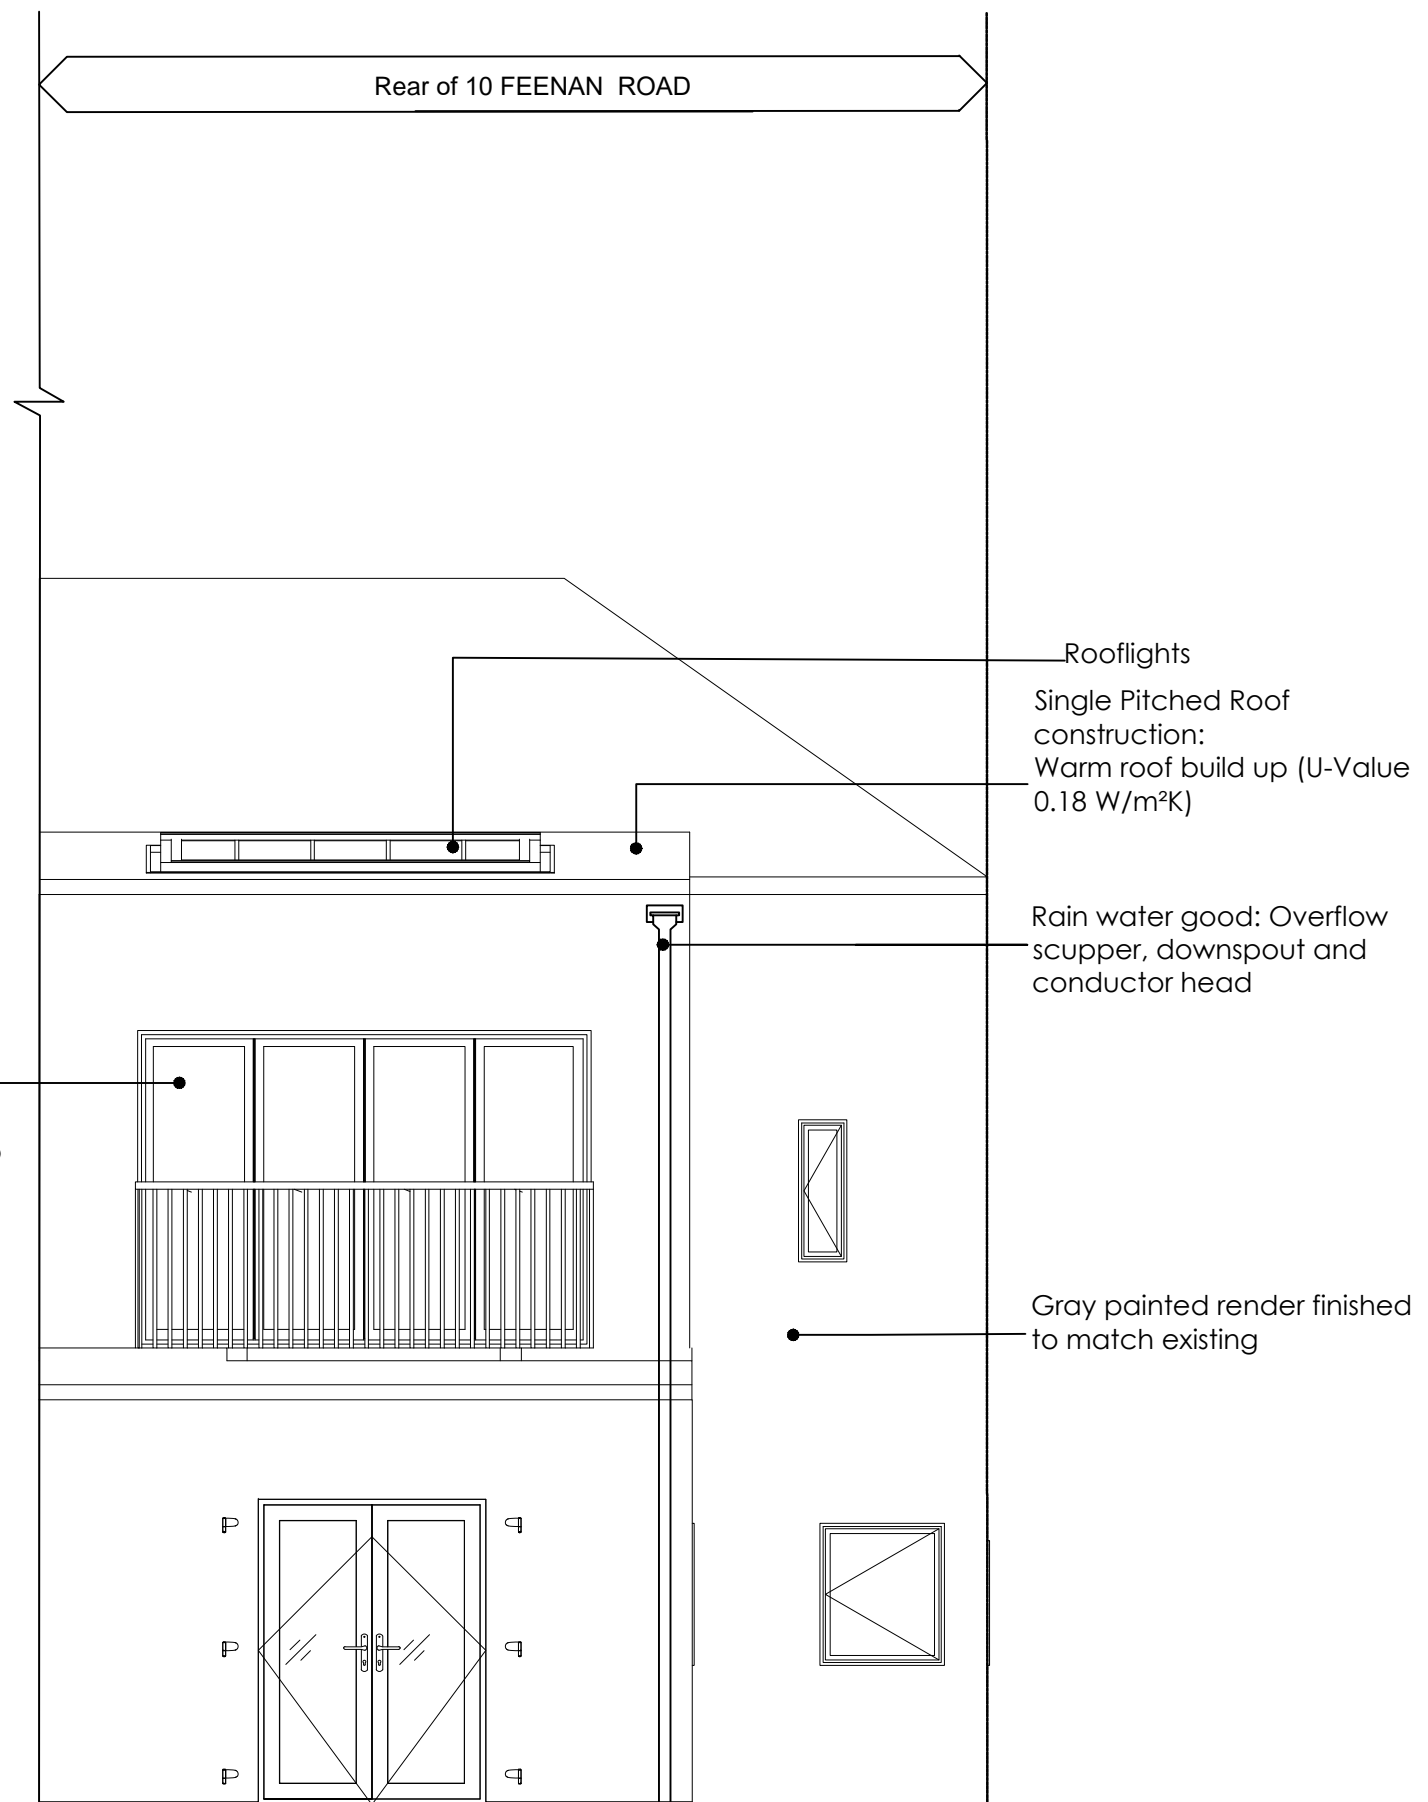 Rear of 10 FEENAN ROAD
Rooflights
Single Pitched Roof
construction:
Warm roof build up (U-Value
0.18 W/m²K)
Rain water good: Overflow
scupper, downspout and
conductor head
Gray painted render finished
to match existing